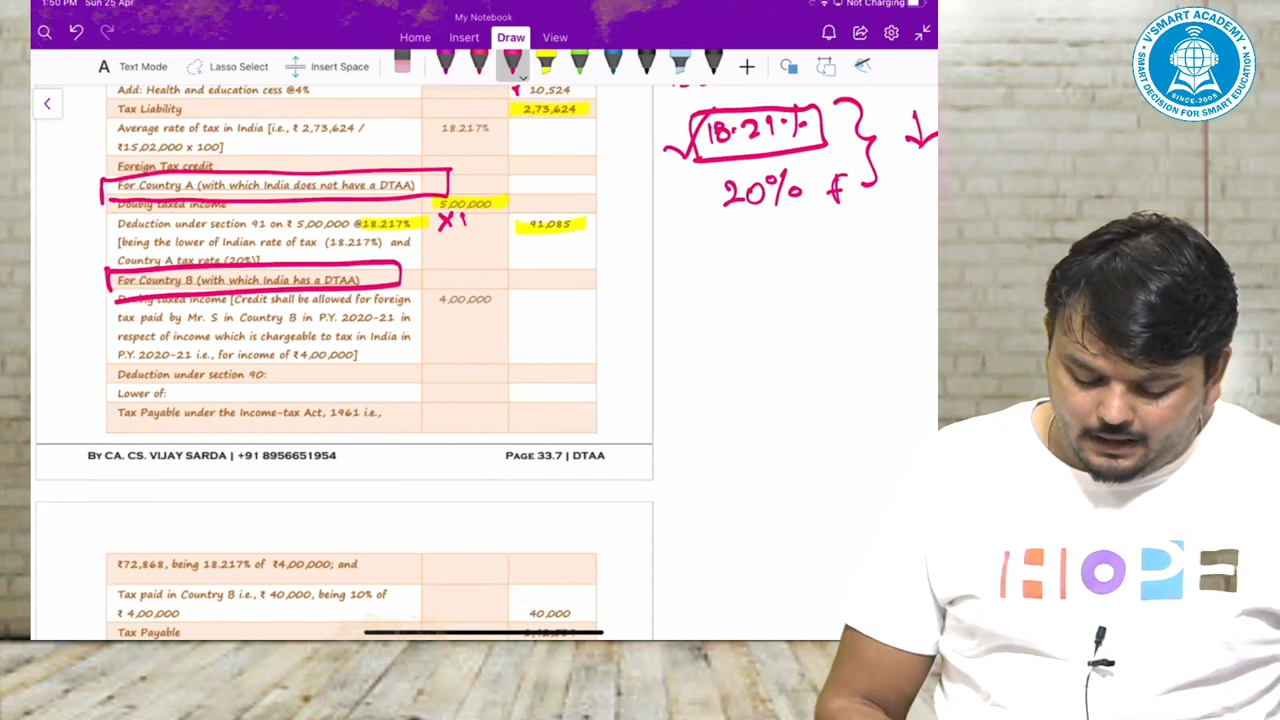 1:50 PM Sun 25 Apr
Not Charging
My Notebook
Home Insert Draw View
Text Mode Lasso Select Insert Space
Add: Health and education cess @4% 10,524
Tax Liability 2,73,624
Average rate of tax in India [i.e., ₹ 2,73,624 / 18.217%
₹15,02,000 x 100]
Foreign Tax credit
For Country A (with which India does not have a DTAA)
Doubly taxed income 5,00,000
Deduction under section 91 on ₹ 5,00,000 @18.217% 91,085
[being the lower of Indian rate of tax (18.217%) and
Country A tax rate (20%)]
For Country B (with which India has a DTAA)
Doubly taxed income [Credit shall be allowed for foreign 4,00,000
tax paid by Mr. S in Country B in P.Y. 2020-21 in
respect of income which is chargeable to tax in India in
P.Y. 2020-21 i.e., for income of ₹4,00,000]
Deduction under section 90:
Lower of:
Tax Payable under the Income-tax Act, 1961 i.e.,
BY CA. CS. VIJAY SARDA | +91 8956651954 PAGE 33.7 | DTAA
₹72,868, being 18.217% of ₹4,00,000; and
Tax paid in Country B i.e., ₹ 40,000, being 10% of
₹ 4,00,000 40,000
Tax Payable
18.21%
20% f
V'SMART ACADEMY
SINCE-2008
SMART DECISION FOR SMART EDUCATION
HOPE